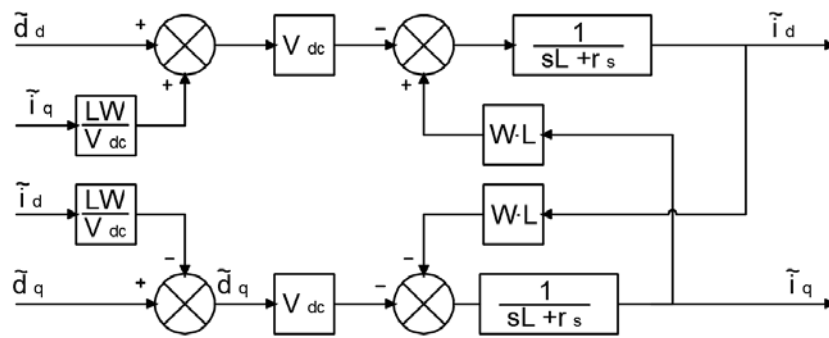 d̃ d + V dc − 1 ĩ d
+ sL +r s
ĩ q LW
V dc + W·L
ĩ d LW
V dc W·L
− −
d̃ q + d̃ q V dc − 1 ĩ q
sL +r s